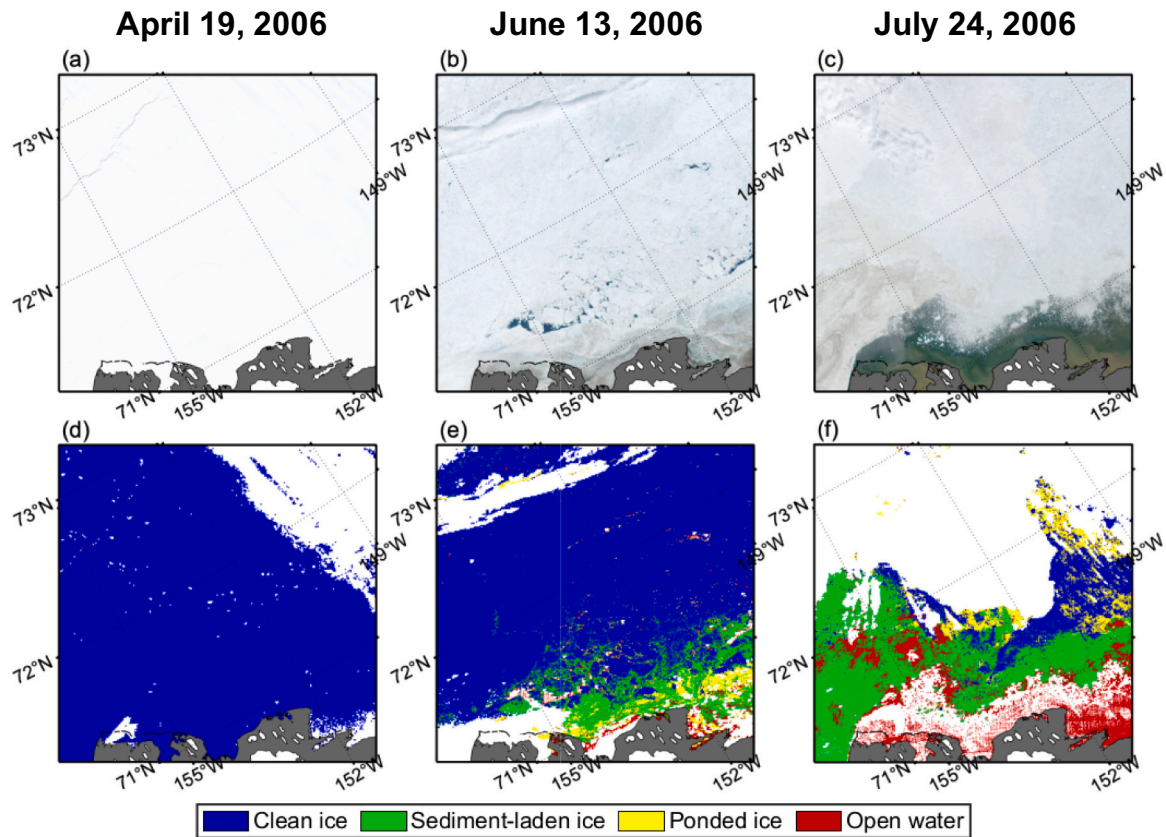 April 19, 2006 June 13, 2006 July 24, 2006
(a) (b) (c)
73°N 73°N 73°N
149°W 149°W 149°W
72°N 72°N 72°N
71°N 155°W 152°W 71°N 155°W 152°W 71°N 155°W 152°W
(d) (e) (f)
73°N 73°N 73°N
149°W 149°W 149°W
72°N 72°N 72°N
71°N 155°W 152°W 71°N 155°W 152°W 71°N 155°W 152°W
Clean ice Sediment-laden ice Ponded ice Open water